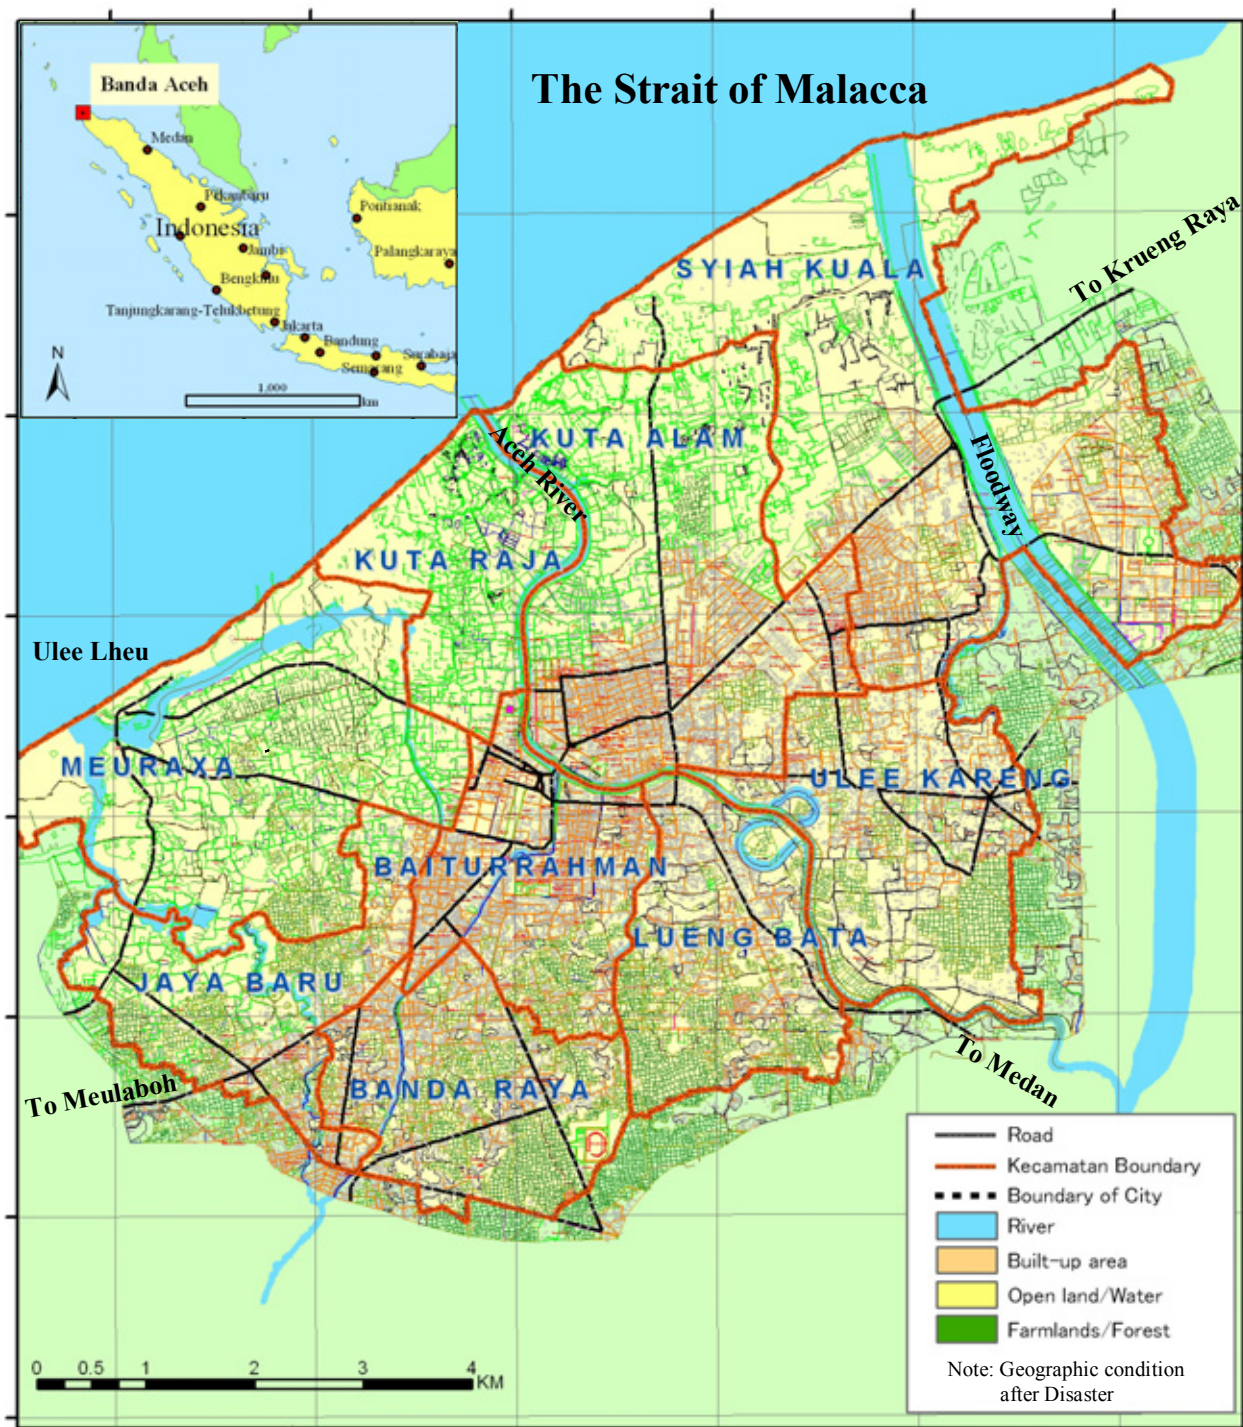 The Strait of Malacca
Banda Aceh
Medan
Pekanbaru
Indonesia
Pontianak
Jambi
Palangkaraya
Bengkulu
Tanjungkarang-Telukbetung
Jakarta
Bandung
Surabaja
Semarang
N
1,000
km
To Krueng Raya
SYIAH KUALA
KUTA ALAM
Aceh River
Floodway
KUTA RAJA
Ulee Lheu
MEURAXA
ULEE KARENG
BAITURRAHMAN
LUENG BATA
JAYA BARU
To Meulaboh
BANDA RAYA
To Medan
Road
Kecamatan Boundary
Boundary of City
River
Built-up area
Open land/Water
Farmlands/Forest
Note: Geographic condition
after Disaster
0 0.5 1 2 3 4
KM